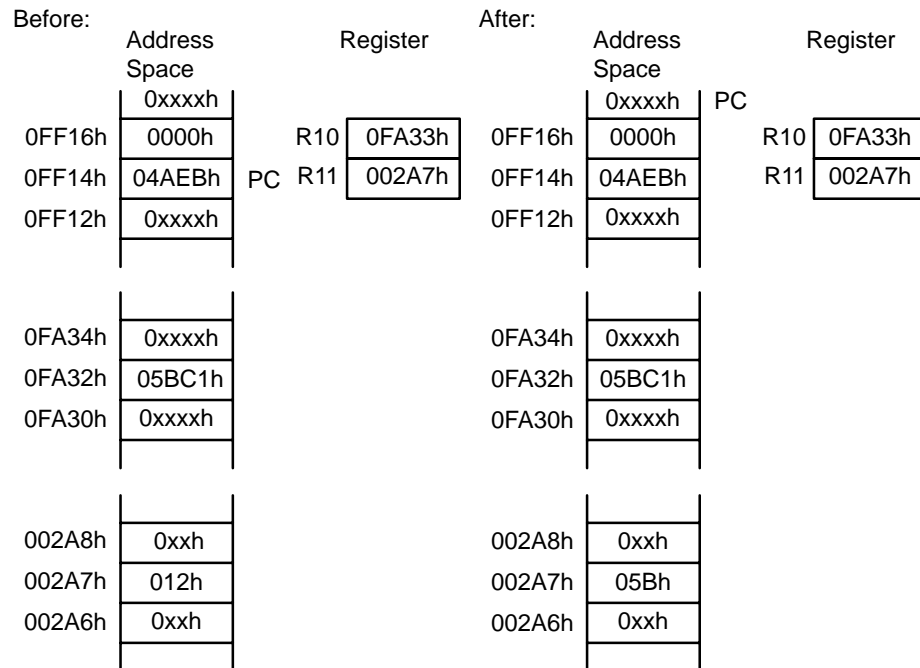 Before: After:
Address Register Address Register
Space Space
0xxxxh 0xxxxh PC
0FF16h 0000h R10 0FA33h 0FF16h 0000h R10 0FA33h
0FF14h 04AEBh PC R11 002A7h 0FF14h 04AEBh R11 002A7h
0FF12h 0xxxxh 0FF12h 0xxxxh
0FA34h 0xxxxh 0FA34h 0xxxxh
0FA32h 05BC1h 0FA32h 05BC1h
0FA30h 0xxxxh 0FA30h 0xxxxh
002A8h 0xxh 002A8h 0xxh
002A7h 012h 002A7h 05Bh
002A6h 0xxh 002A6h 0xxh